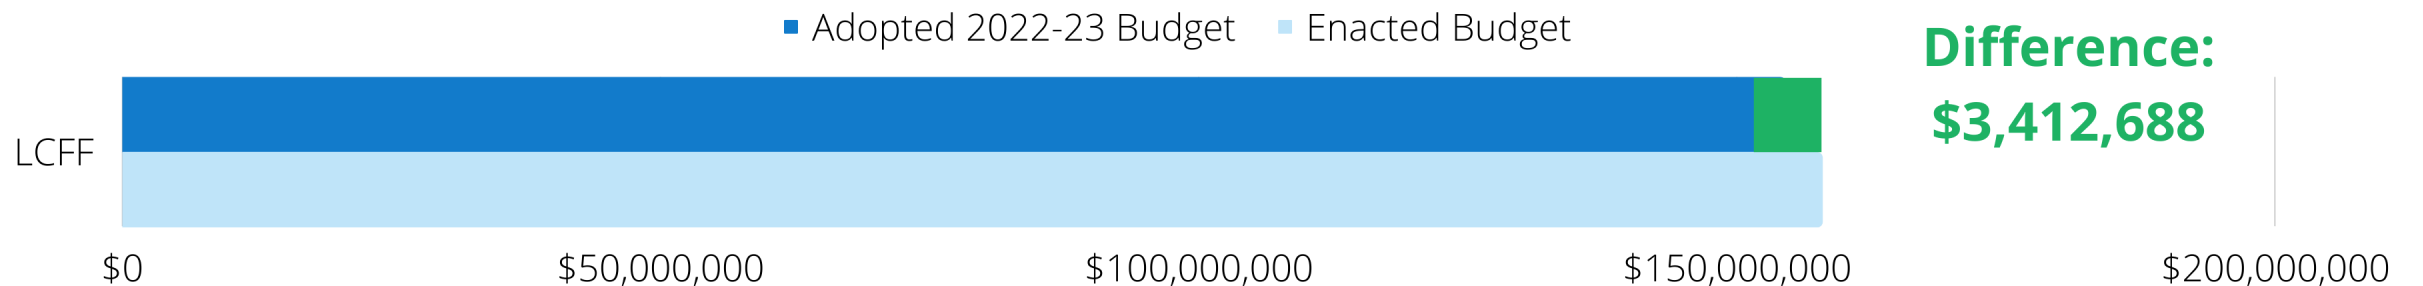 Adopted 2022-23 Budget
Enacted Budget
Difference:
$3,412,688
LCFF
$0
$50,000,000
$100,000,000
$150,000,000
$200,000,000